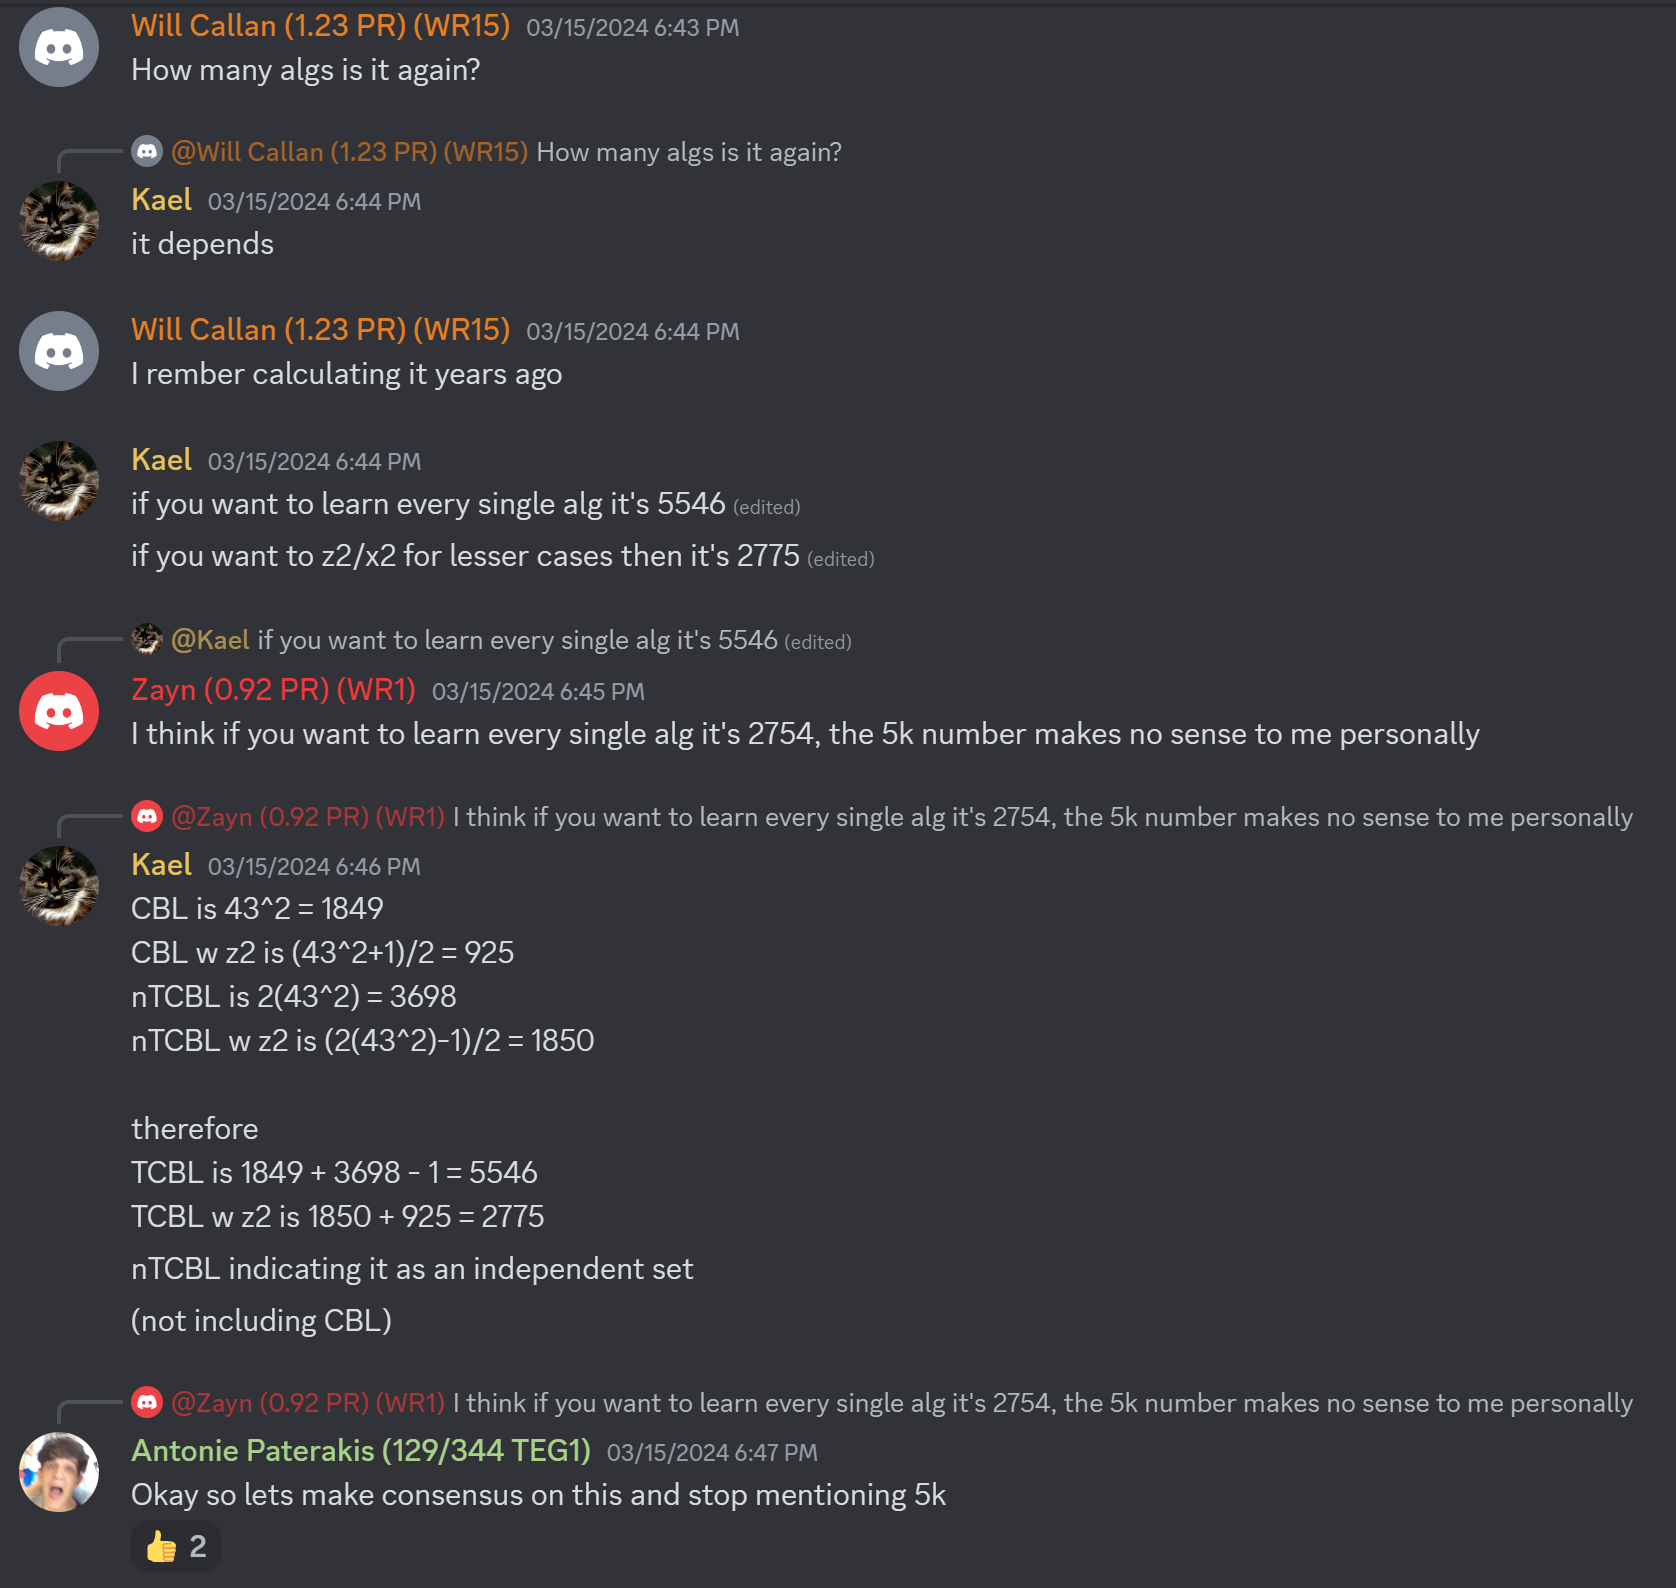 Will Callan (1.23 PR) (WR15) 03/15/2024 6:43 PM
How many algs is it again?
@Will Callan (1.23 PR) (WR15) How many algs is it again?
Kael 03/15/2024 6:44 PM
it depends
Will Callan (1.23 PR) (WR15) 03/15/2024 6:44 PM
I rember calculating it years ago
Kael 03/15/2024 6:44 PM
if you want to learn every single alg it's 5546 (edited)
if you want to z2/x2 for lesser cases then it's 2775 (edited)
@Kael if you want to learn every single alg it's 5546 (edited)
Zayn (0.92 PR) (WR1) 03/15/2024 6:45 PM
I think if you want to learn every single alg it's 2754, the 5k number makes no sense to me personally
@Zayn (0.92 PR) (WR1) I think if you want to learn every single alg it's 2754, the 5k number makes no sense to me personally
Kael 03/15/2024 6:46 PM
CBL is 43^2 = 1849
CBL w z2 is (43^2+1)/2 = 925
nTCBL is 2(43^2) = 3698
nTCBL w z2 is (2(43^2)-1)/2 = 1850
therefore
TCBL is 1849 + 3698 - 1 = 5546
TCBL w z2 is 1850 + 925 = 2775
nTCBL indicating it as an independent set
(not including CBL)
@Zayn (0.92 PR) (WR1) I think if you want to learn every single alg it's 2754, the 5k number makes no sense to me personally
Antonie Paterakis (129/344 TEG1) 03/15/2024 6:47 PM
Okay so lets make consensus on this and stop mentioning 5k
👍 2